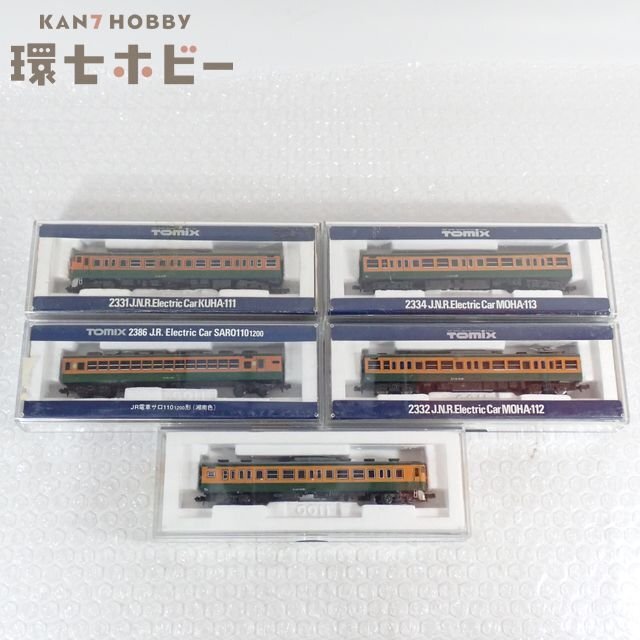 KAN7 HOBBY
環七ホビー
TOMIX
2331 J.N.R. Electric Car KUHA-111
TOMIX
2334 J.N.R. Electric Car MOHA-113
TOMIX 2386 J.R. Electric Car SARO110 1200
JR電車サロ110 1200形(湘南色)
TOMIX
2332 J.N.R. Electric Car MOHA-112